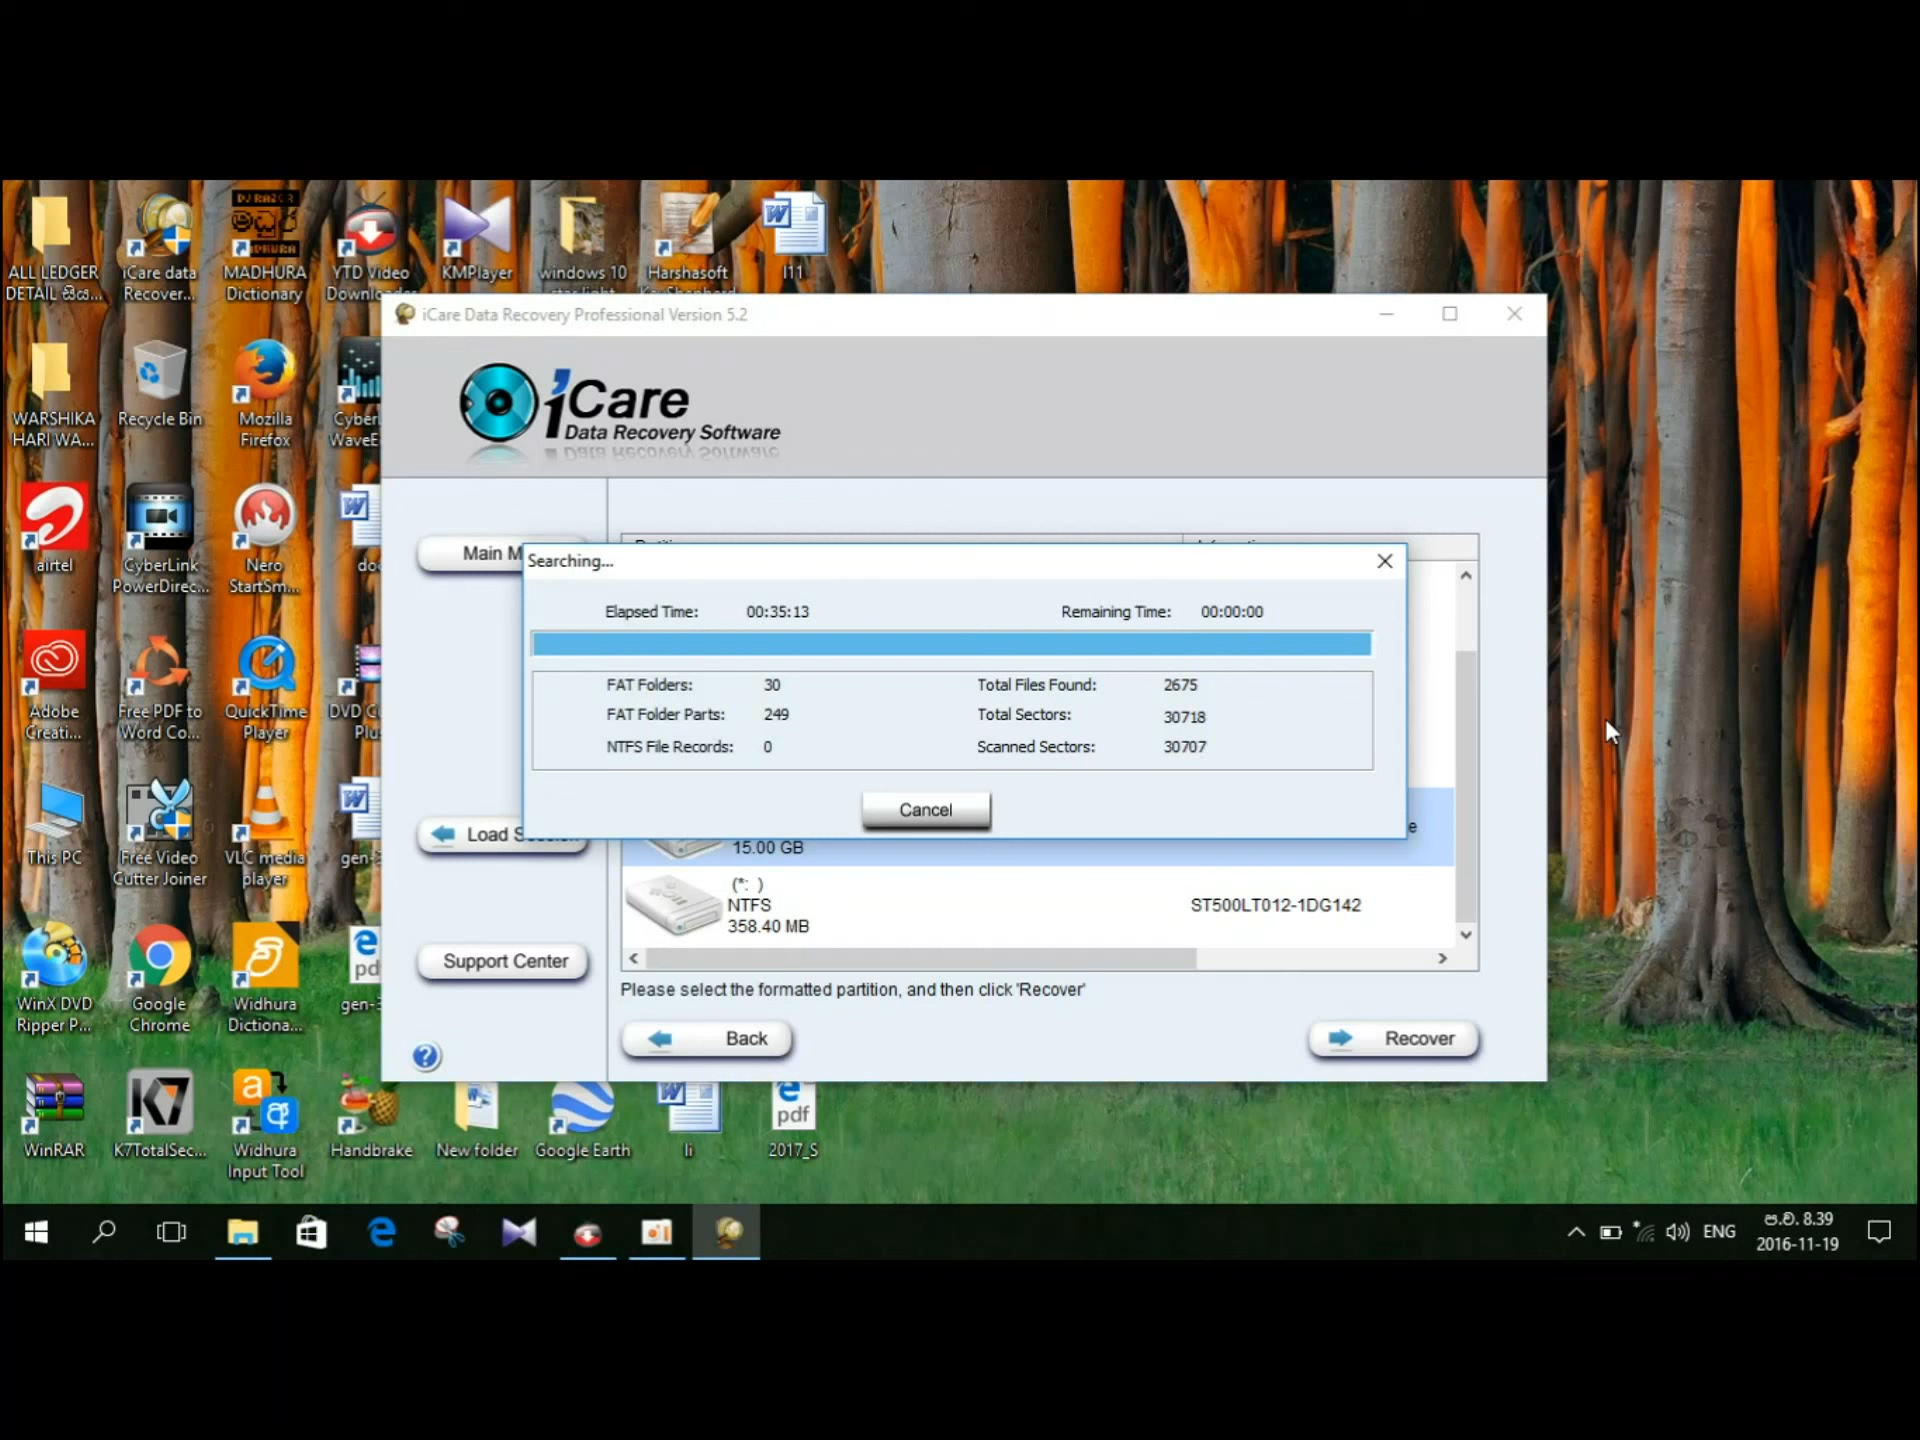 ALL LEDGER
iCare data
Recover...
MADHURA
Dictionary
YTD Video
KMPlayer
windows 10
Harshasoft
l11
iCare Data Recovery Professional Version 5.2
iCare
Data Recovery Software
WARSHIKA
HARI WA...
Recycle Bin
Mozilla
Firefox
Main M
Searching...
Elapsed Time: 00:35:13
Remaining Time: 00:00:00
FAT Folders: 30
Total Files Found: 2675
FAT Folder Parts: 249
Total Sectors: 30718
NTFS File Records: 0
Scanned Sectors: 30707
Cancel
airtel
CyberLink
PowerDirec...
Nero
StartSm...
Adobe
Creati...
Free PDF to
Word Co...
QuickTime
Player
This PC
Free Video
Cutter Joiner
VLC media
player
Load S
15.00 GB
(*: )
NTFS
358.40 MB
ST500LT012-1DG142
Please select the formatted partition, and then click 'Recover'
Support Center
Back
Recover
WinX DVD
Ripper P...
Google
Chrome
Widhura
Dictiona...
WinRAR
K7TotalSec...
Widhura
Input Tool
Handbrake
New folder
Google Earth
li
pdf
2017_S
ENG
ප.ව. 8.39
2016-11-19